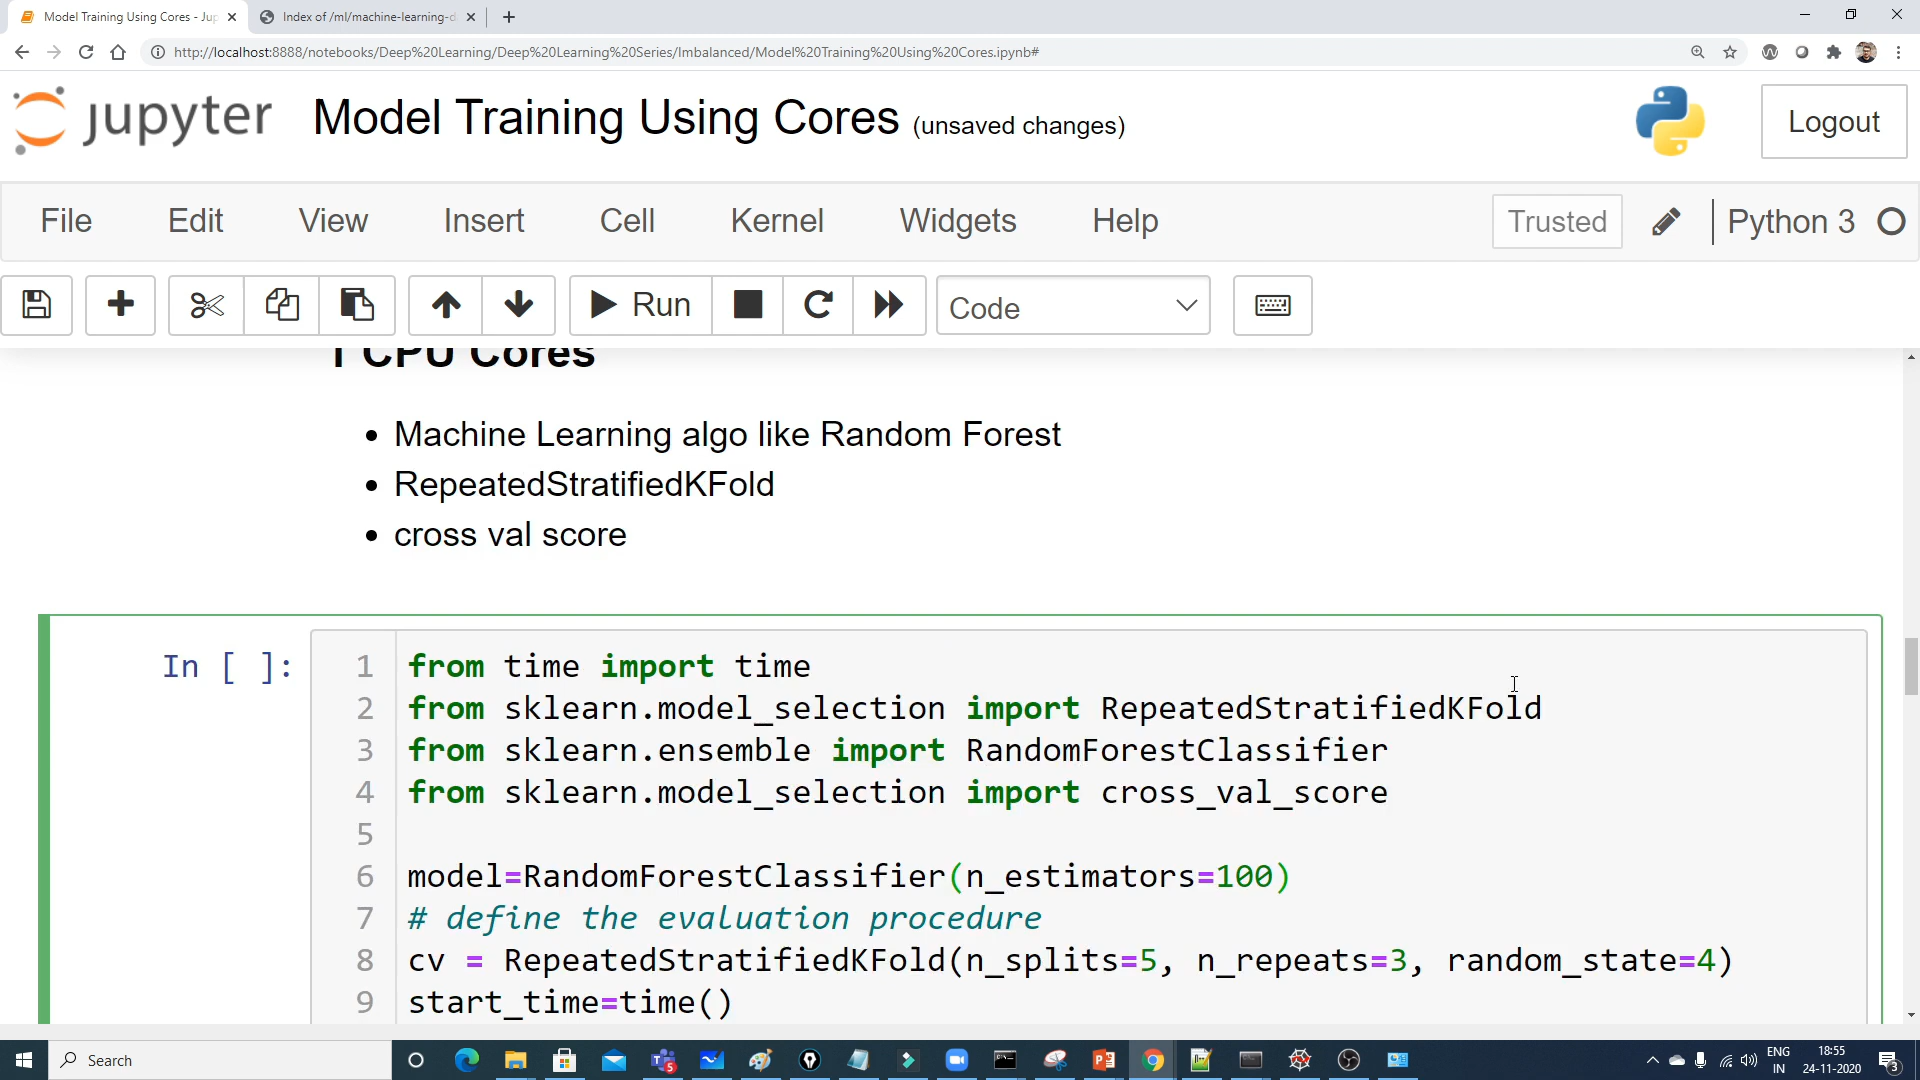 Model Training Using Cores - Jup
Index of /ml/machine-learning-d
http://localhost:8888/notebooks/Deep%20Learning/Deep%20Learning%20Series/Imbalanced/Model%20Training%20Using%20Cores.ipynb#
jupyter Model Training Using Cores (unsaved changes) Logout
File Edit View Insert Cell Kernel Widgets Help Trusted Python 3
Run Code
CPU Cores
• Machine Learning algo like Random Forest
• RepeatedStratifiedKFold
• cross val score
In [ ]: 1 from time import time
2 from sklearn.model_selection import RepeatedStratifiedKFold
3 from sklearn.ensemble import RandomForestClassifier
4 from sklearn.model_selection import cross_val_score
5
6 model=RandomForestClassifier(n_estimators=100)
7 # define the evaluation procedure
8 cv = RepeatedStratifiedKFold(n_splits=5, n_repeats=3, random_state=4)
9 start_time=time()
Search
5
ENG
IN
18:55
24-11-2020
3